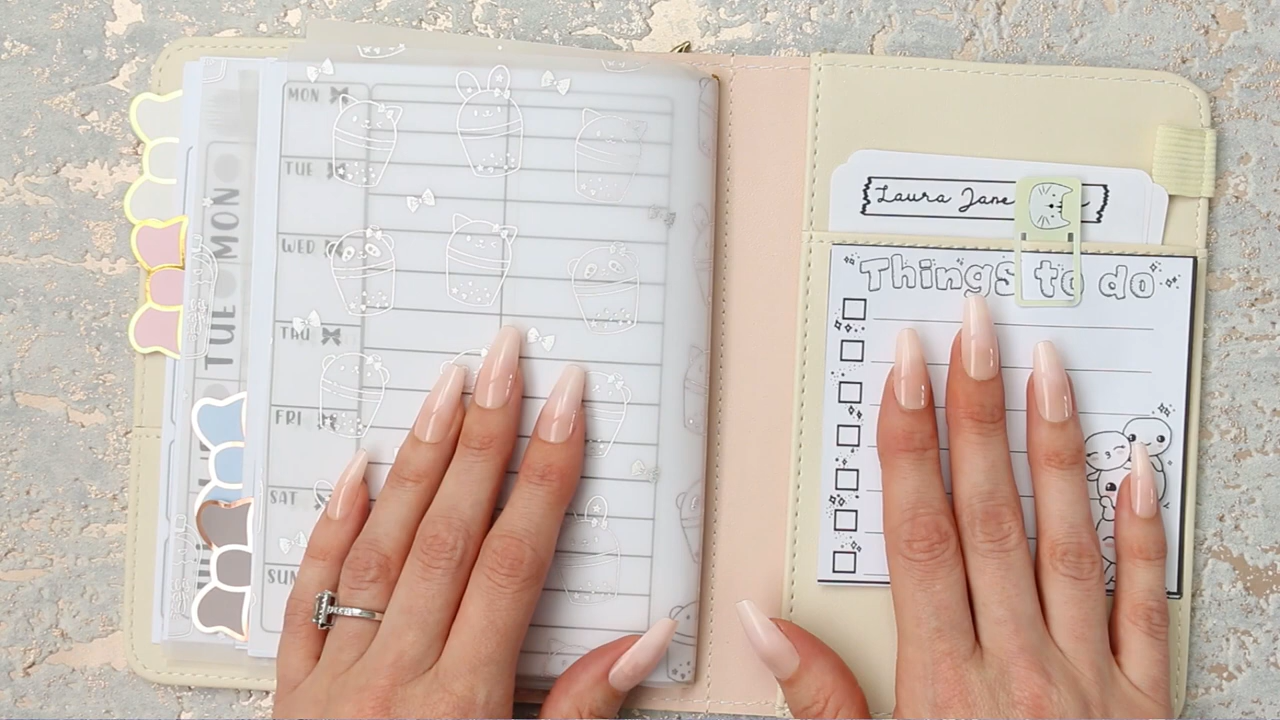 MON
TUE
WED
THU
FRI
SAT
SUN
MON
TUE
Laura Jane
Things to do